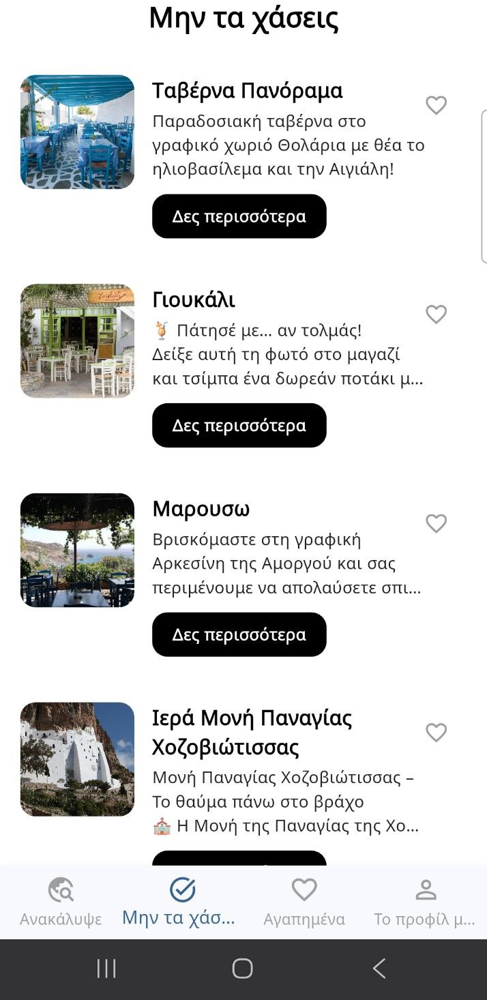 Μην τα χάσεις
Ταβέρνα Πανόραμα
Παραδοσιακή ταβέρνα στο
γραφικό χωριό Θολάρια με θέα το
ηλιοβασίλεμα και την Αιγιάλη!
Δες περισσότερα
Γιουκάλι
🍹 Πάτησέ με... αν τολμάς!
Δείξε αυτή τη φωτό στο μαγαζί
και τσίμπα ένα δωρεάν ποτάκι μ...
Δες περισσότερα
Μαρουσω
Βρισκόμαστε στη γραφική
Αρκεσίνη της Αμοργού και σας
περιμένουμε να απολαύσετε σπι...
Δες περισσότερα
Ιερά Μονή Παναγίας
Χοζοβιώτισσας
Μονή Παναγίας Χοζοβιώτισσας –
Το θαύμα πάνω στο βράχο
⛪ Η Μονή της Παναγίας της Χο...
Ανακάλυψε
Μην τα χάσ...
Αγαπημένα
Το προφίλ μ...